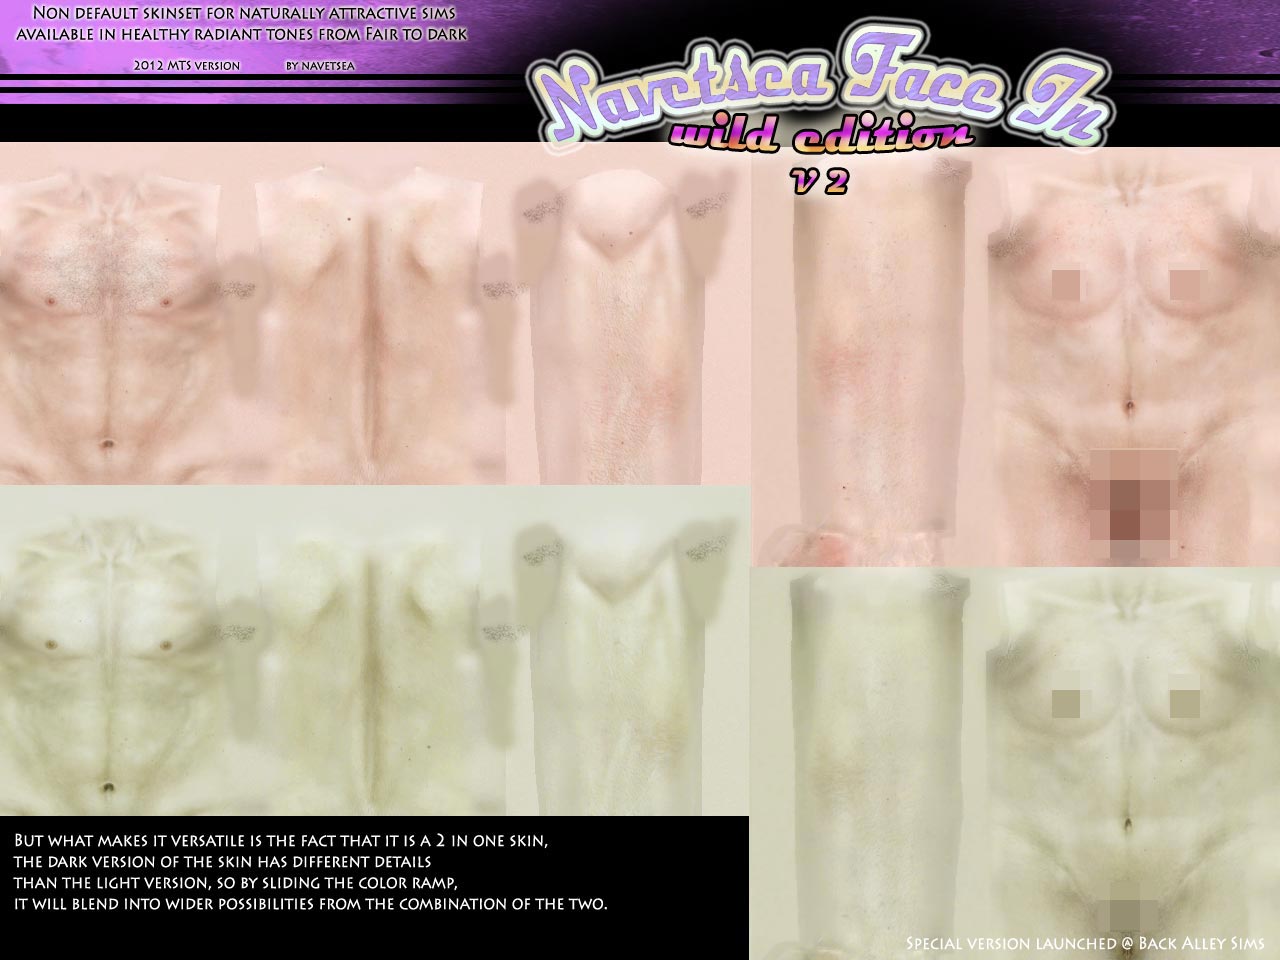 Non default skinset for naturally attractive sims
available in healthy radiant tones from Fair to dark
2012 MTS version by navetsea
Navetsea Face In
wild edition
v 2
But what makes it versatile is the fact that it is a 2 in one skin,
the dark version of the skin has different details
than the light version, so by sliding the color ramp,
it will blend into wider possibilities from the combination of the two.
Special version launched @ Back Alley Sims